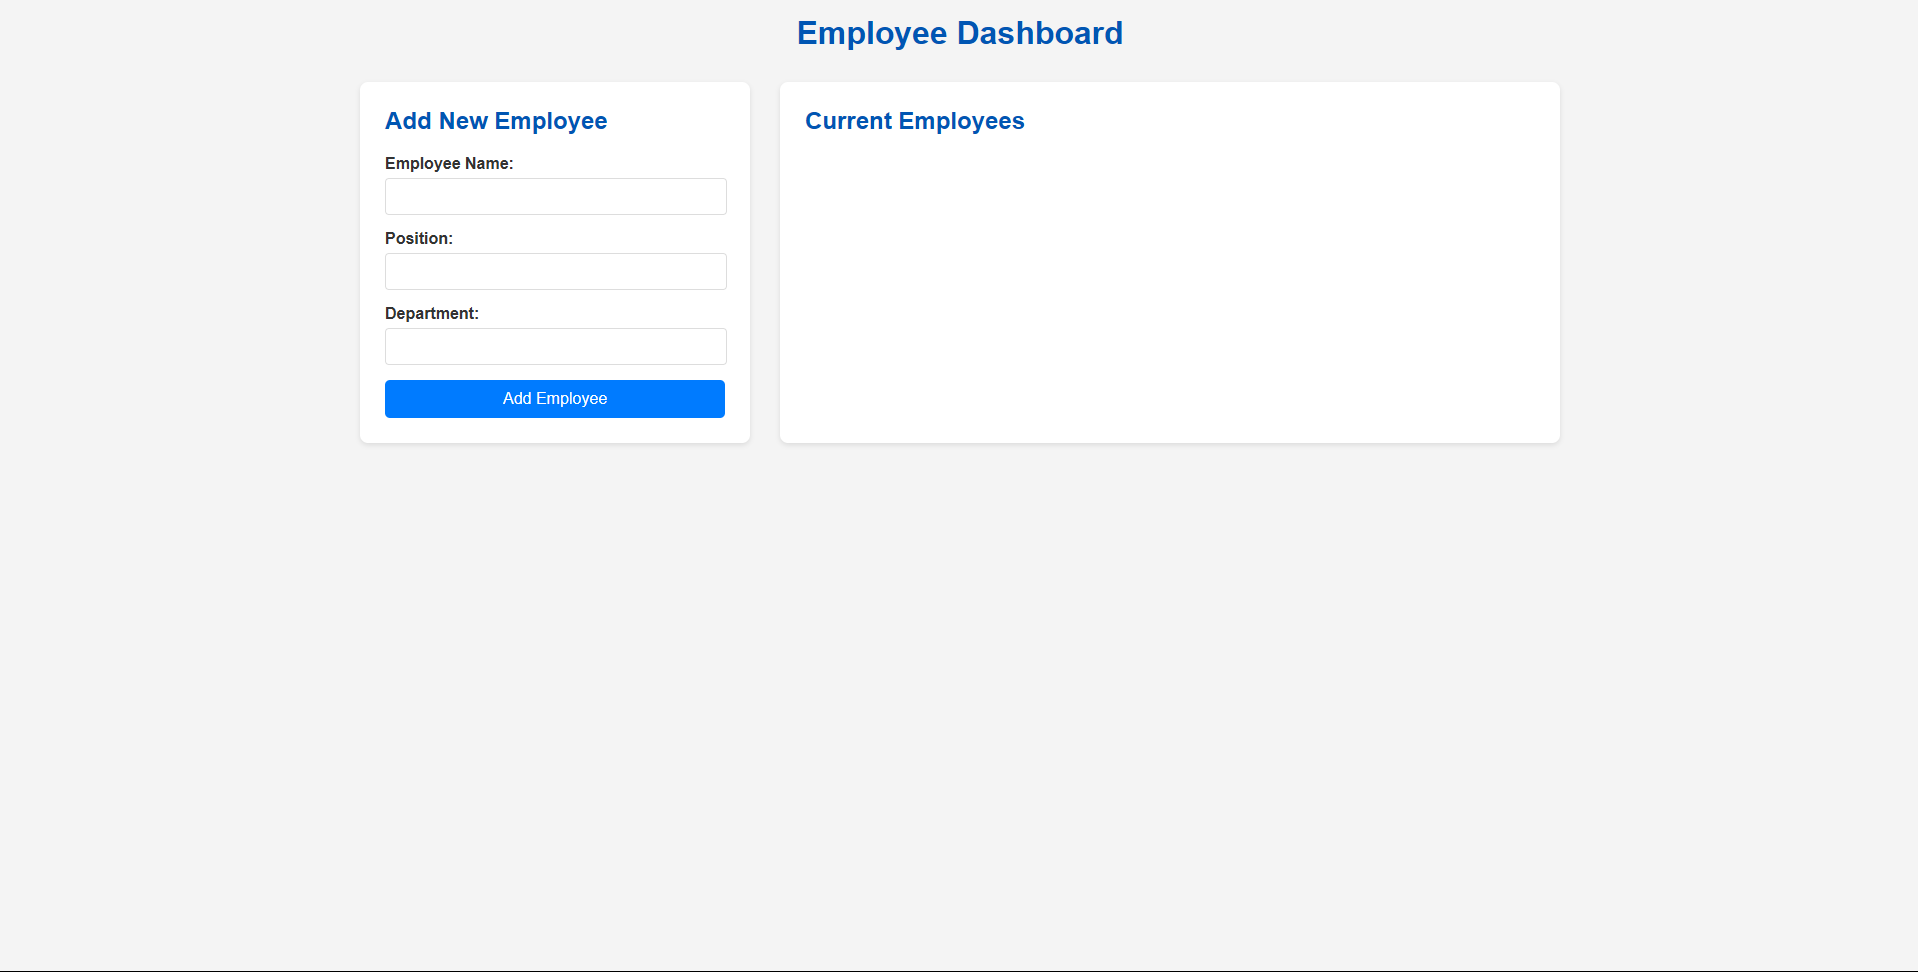 Employee Dashboard
Add New Employee
Employee Name:
Position:
Department:
Add Employee
Current Employees